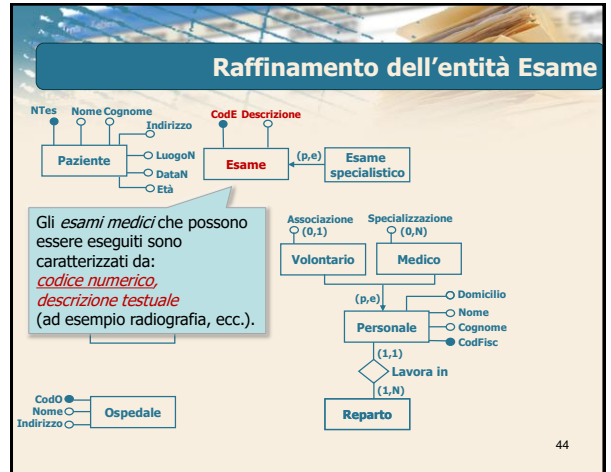 Raffinamento dell'entità Esame
NTes Nome Cognome
Indirizzo
LuogoN
DataN
Età
Paziente
CodE Descrizione
Esame
(p,e)
Esame
specialistico
Gli esami medici che possono
essere eseguiti sono
caratterizzati da:
codice numerico,
descrizione testuale
(ad esempio radiografia, ecc.).
Associazione
(0,1)
Specializzazione
(0,N)
Volontario
Medico
(p,e)
Personale
Domicilio
Nome
Cognome
CodFisc
(1,1)
Lavora in
(1,N)
Reparto
CodO
Nome
Indirizzo
Ospedale
44